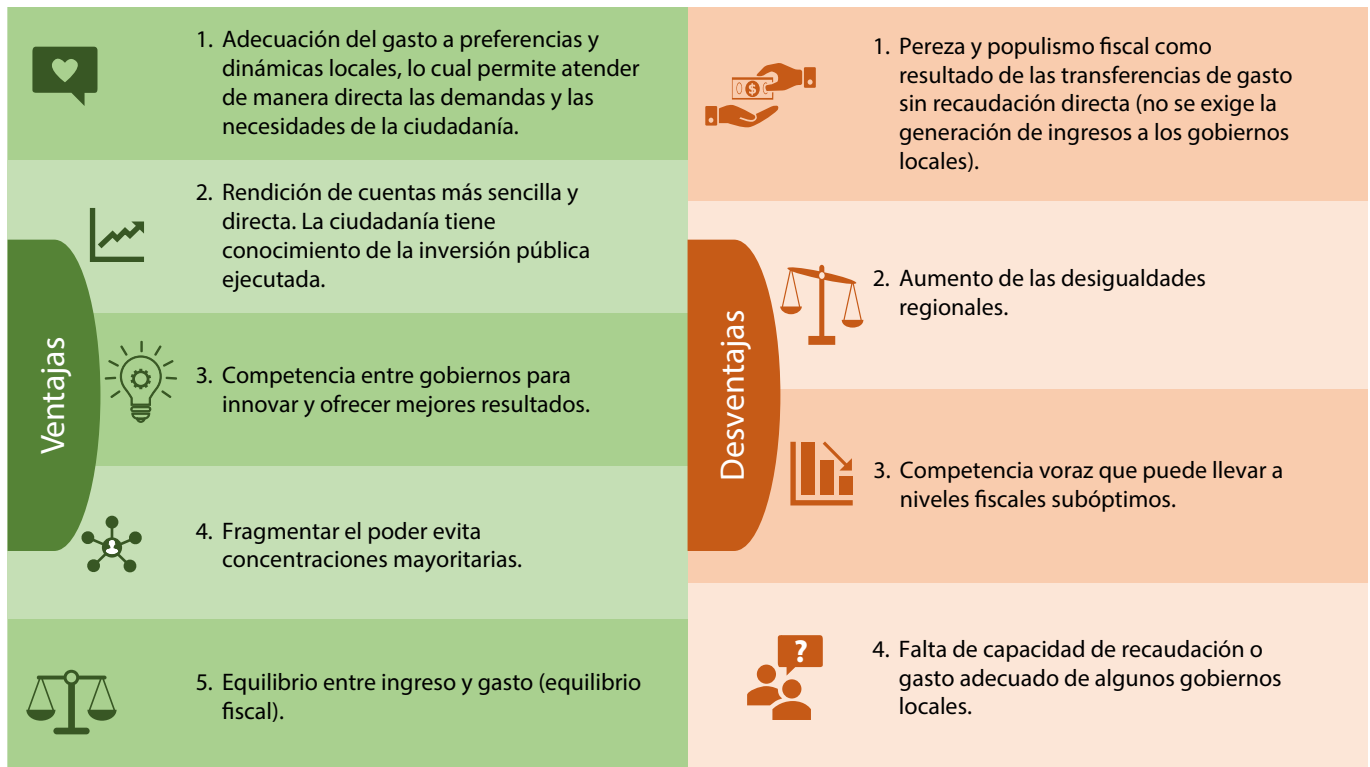 Ventajas
1. Adecuación del gasto a preferencias y
dinámicas locales, lo cual permite atender
de manera directa las demandas y las
necesidades de la ciudadanía.
2. Rendición de cuentas más sencilla y
directa. La ciudadanía tiene
conocimiento de la inversión pública
ejecutada.
3. Competencia entre gobiernos para
innovar y ofrecer mejores resultados.
4. Fragmentar el poder evita
concentraciones mayoritarias.
5. Equilibrio entre ingreso y gasto (equilibrio
fiscal).
Desventajas
$
1. Pereza y populismo fiscal como
resultado de las transferencias de gasto
sin recaudación directa (no se exige la
generación de ingresos a los gobiernos
locales).
2. Aumento de las desigualdades
regionales.
3. Competencia voraz que puede llevar a
niveles fiscales subóptimos.
?
4. Falta de capacidad de recaudación o
gasto adecuado de algunos gobiernos
locales.